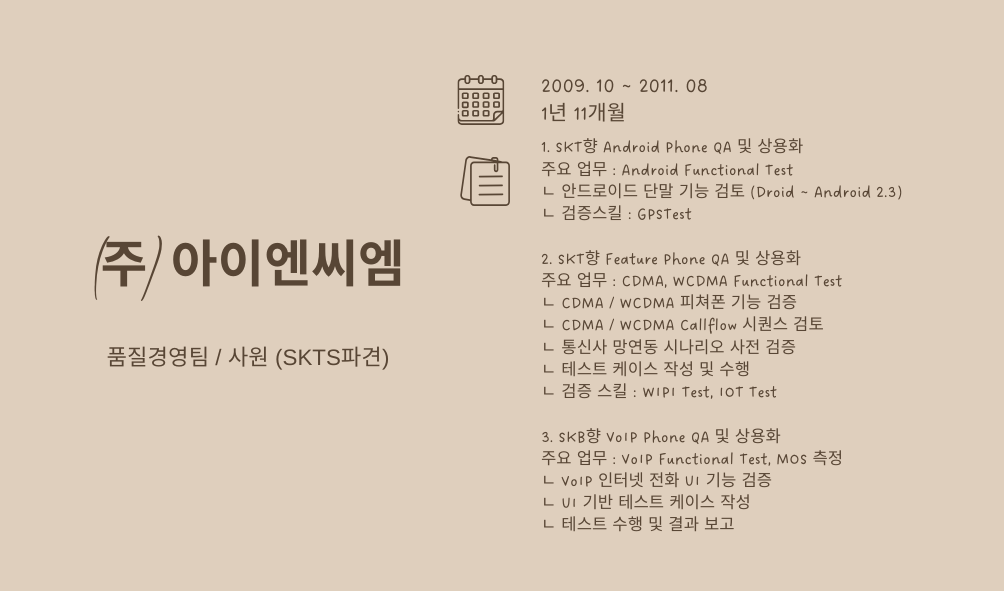 (주) 아이엔씨엠
품질경영팀 / 사원 (SKTS파견)
2009. 10 ~ 2011. 08
1년 11개월
1. SKT향 Android Phone QA 및 상용화
주요 업무 : Android Functional Test
ㄴ 안드로이드 단말 기능 검토 (Droid ~ Android 2.3)
ㄴ 검증스킬 : GPSTest
2. SKT향 Feature Phone QA 및 상용화
주요 업무 : CDMA, WCDMA Functional Test
ㄴ CDMA / WCDMA 피쳐폰 기능 검증
ㄴ CDMA / WCDMA Callflow 시퀀스 검토
ㄴ 통신사 망연동 시나리오 사전 검증
ㄴ 테스트 케이스 작성 및 수행
ㄴ 검증 스킬 : WIPI Test, IOT Test
3. SKB향 VoIP Phone QA 및 상용화
주요 업무 : VoIP Functional Test, MOS 측정
ㄴ VoIP 인터넷 전화 UI 기능 검증
ㄴ UI 기반 테스트 케이스 작성
ㄴ 테스트 수행 및 결과 보고